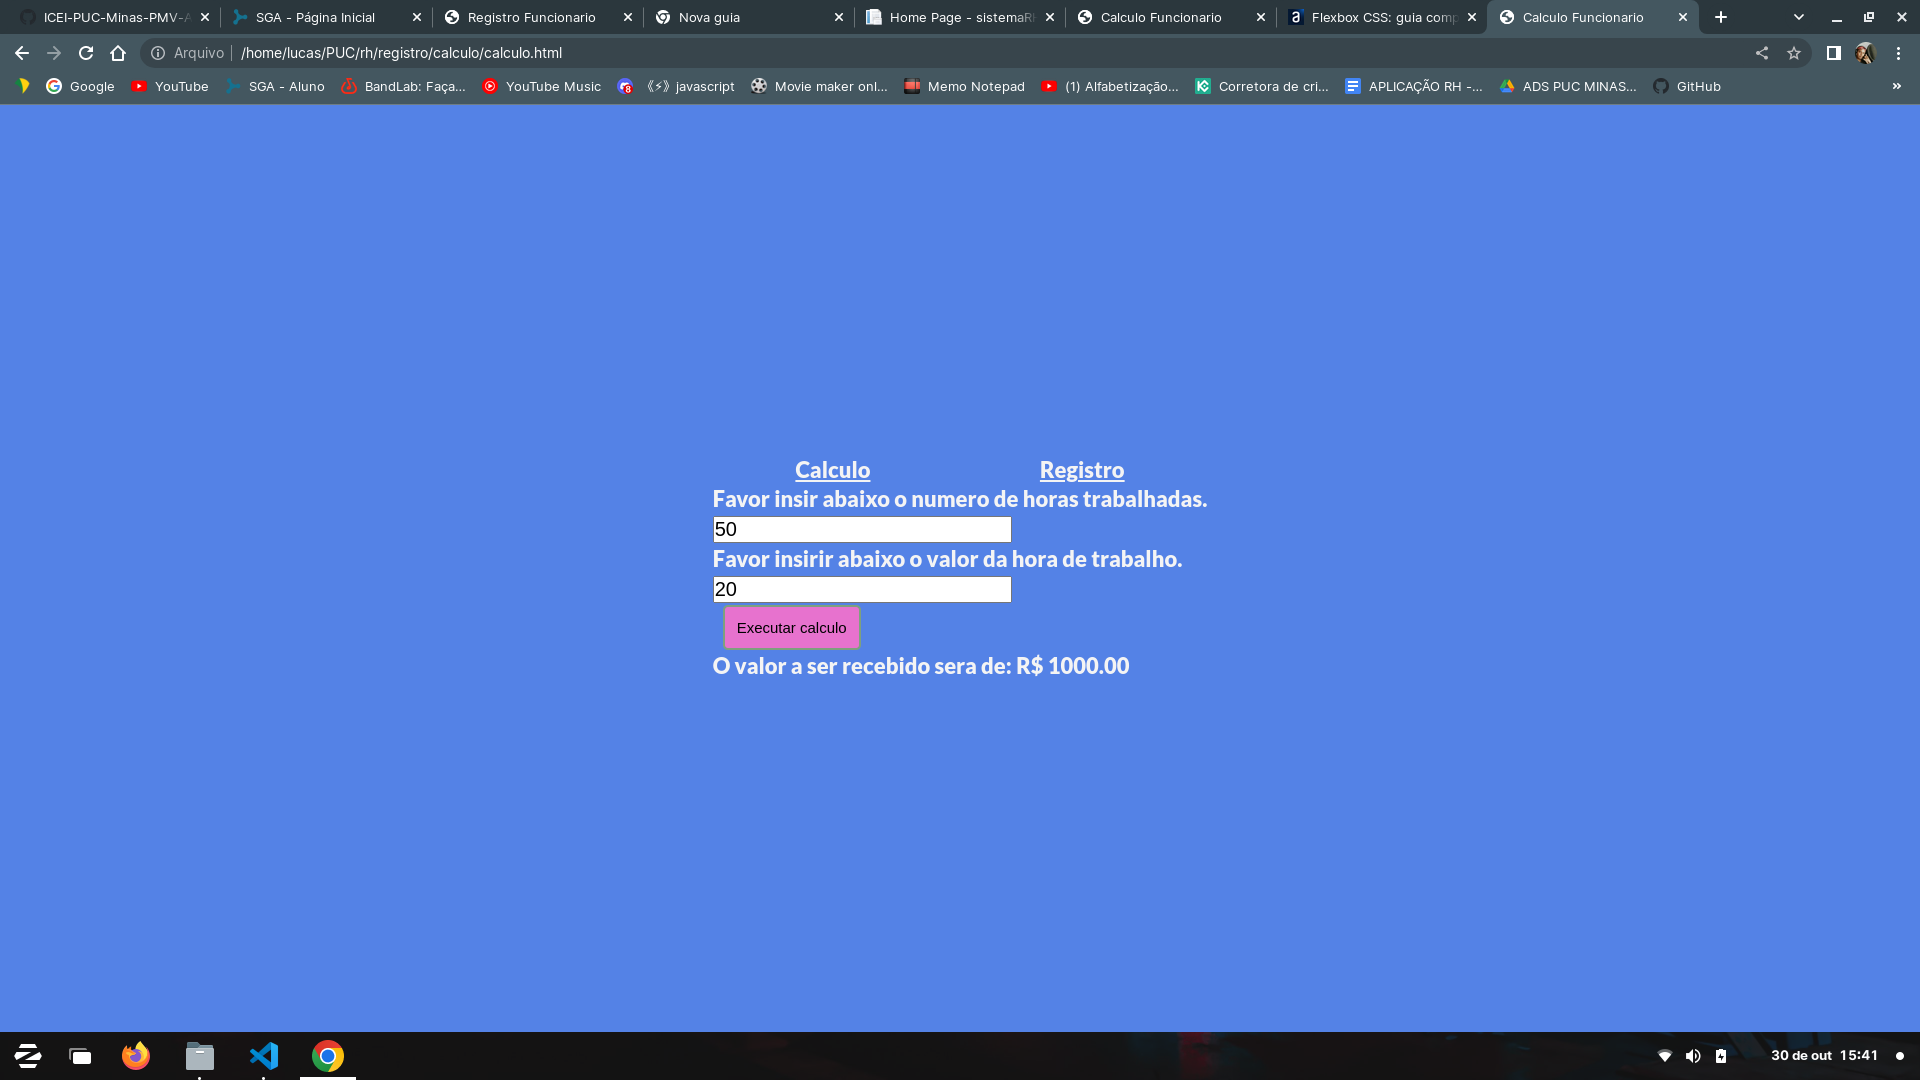 ICEI-PUC-Minas-PMV-A
SGA - Página Inicial
Registro Funcionario
Nova guia
Home Page - sistemaRH
Calculo Funcionario
Flexbox CSS: guia comp
Calculo Funcionario
Arquivo
/home/lucas/PUC/rh/registro/calculo/calculo.html
Google
YouTube
SGA - Aluno
BandLab: Faça...
YouTube Music
《⚡》 javascript
Movie maker onl...
Memo Notepad
(1) Alfabetização...
Corretora de cri...
APLICAÇÃO RH -...
ADS PUC MINAS...
GitHub
»
Calculo
Registro
Favor insir abaixo o numero de horas trabalhadas.
50
Favor insirir abaixo o valor da hora de trabalho.
20
Executar calculo
O valor a ser recebido sera de: R$ 1000.00
30 de out 15:41